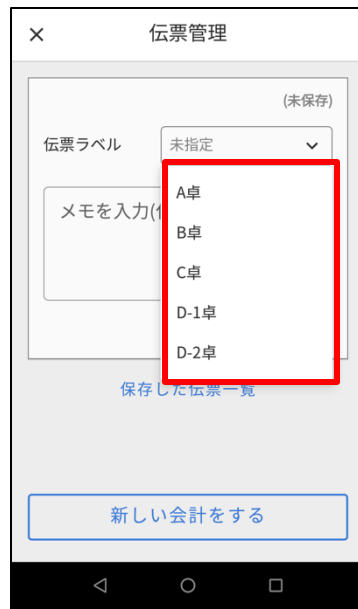 伝票管理
(未保存)
伝票ラベル
未指定
A卓
メモを入力(
B卓
C卓
D-1卓
D-2卓
保存した伝票一覧
新しい会計をする